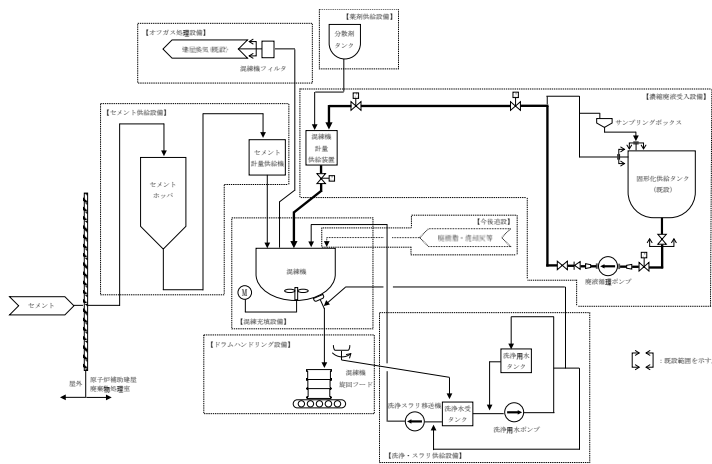 【薬剤供給設備】
分散剤
タンク
【オフガス処理設備】
建屋換気(既設)
混練機フィルタ
【濃縮廃液受入設備】
サンプリングボックス
固形化供給タンク
(既設)
廃液循環ポンプ
【セメント供給設備】
セメント
ホッパ
セメント
計量供給機
混練機
計量
供給装置
【今後追設】
混練機
M
【混練充填設備】
セメント
屋外
原子炉補助建屋
廃棄物処理室
【ドラムハンドリング設備】
混練機
旋回フード
洗浄用水
タンク
洗浄スラリ移送機
洗浄水受
タンク
洗浄用水ポンプ
【洗浄・スラリ供給設備】
:既設範囲を示す